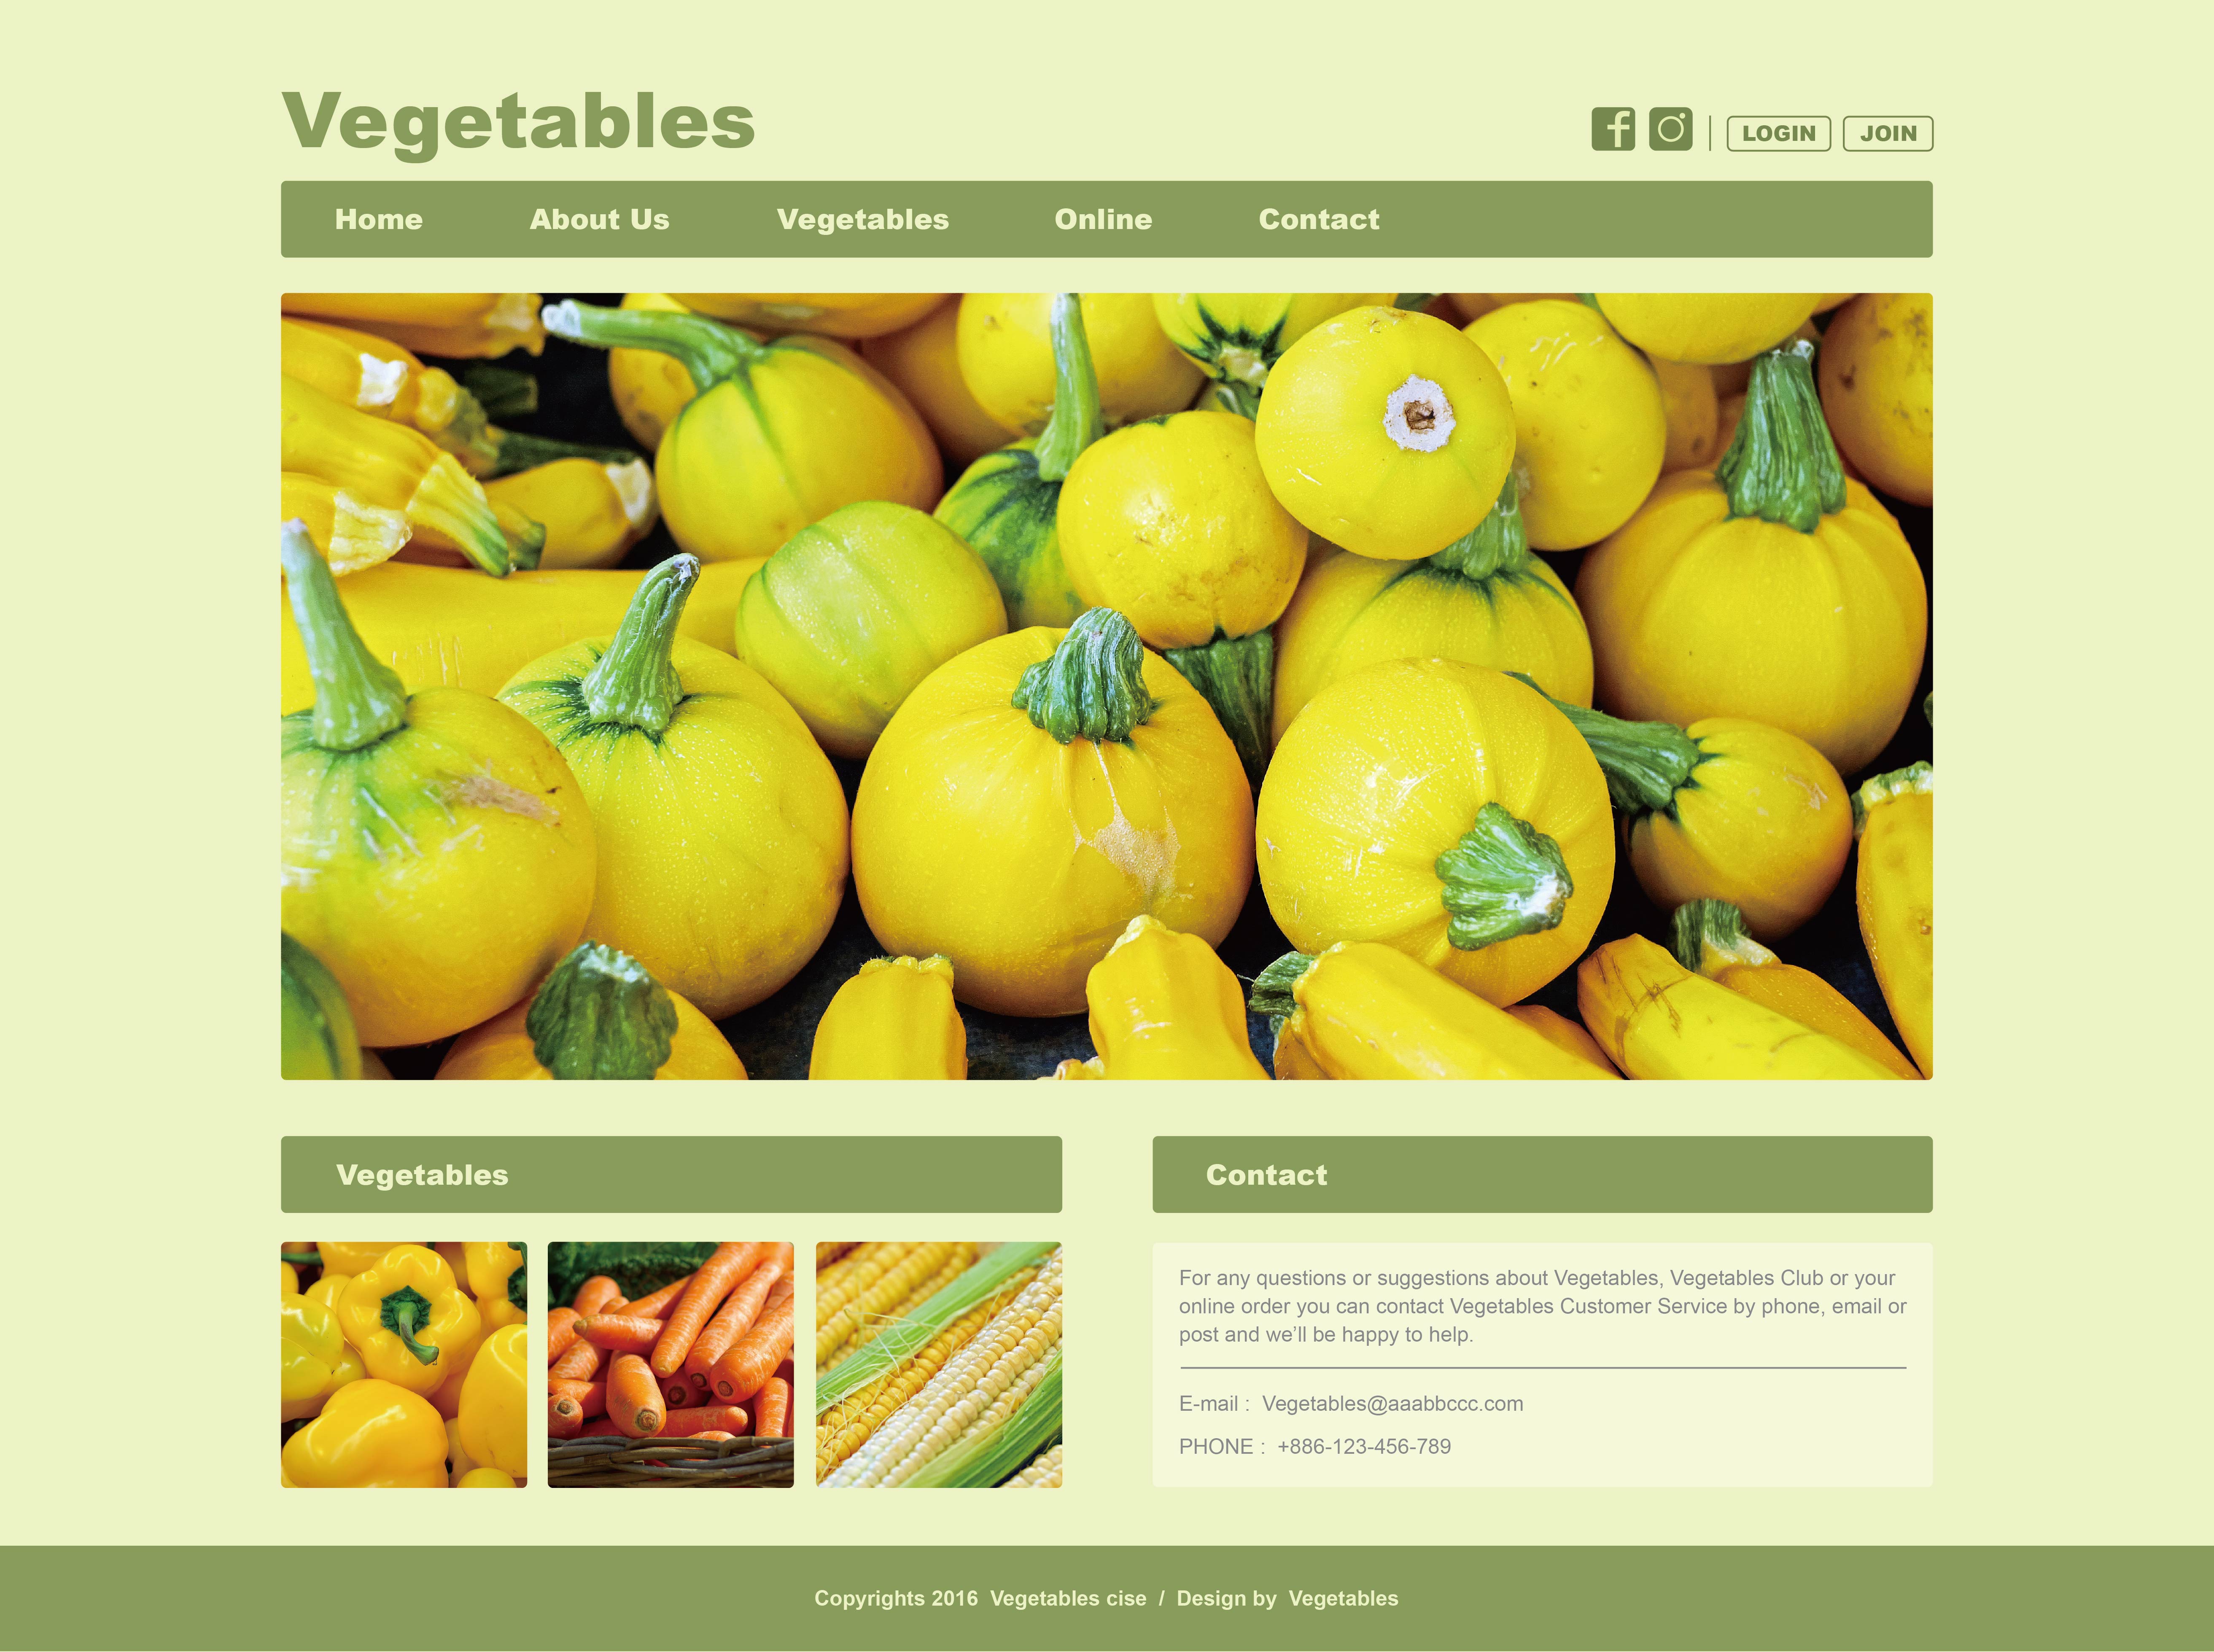 Vegetables
LOGIN JOIN
Home About Us Vegetables Online Contact
Vegetables
Contact
For any questions or suggestions about Vegetables, Vegetables Club or your
online order you can contact Vegetables Customer Service by phone, email or
post and we’ll be happy to help.
E-mail : Vegetables@aaabbccc.com
PHONE : +886-123-456-789
Copyrights 2016 Vegetables cise / Design by Vegetables